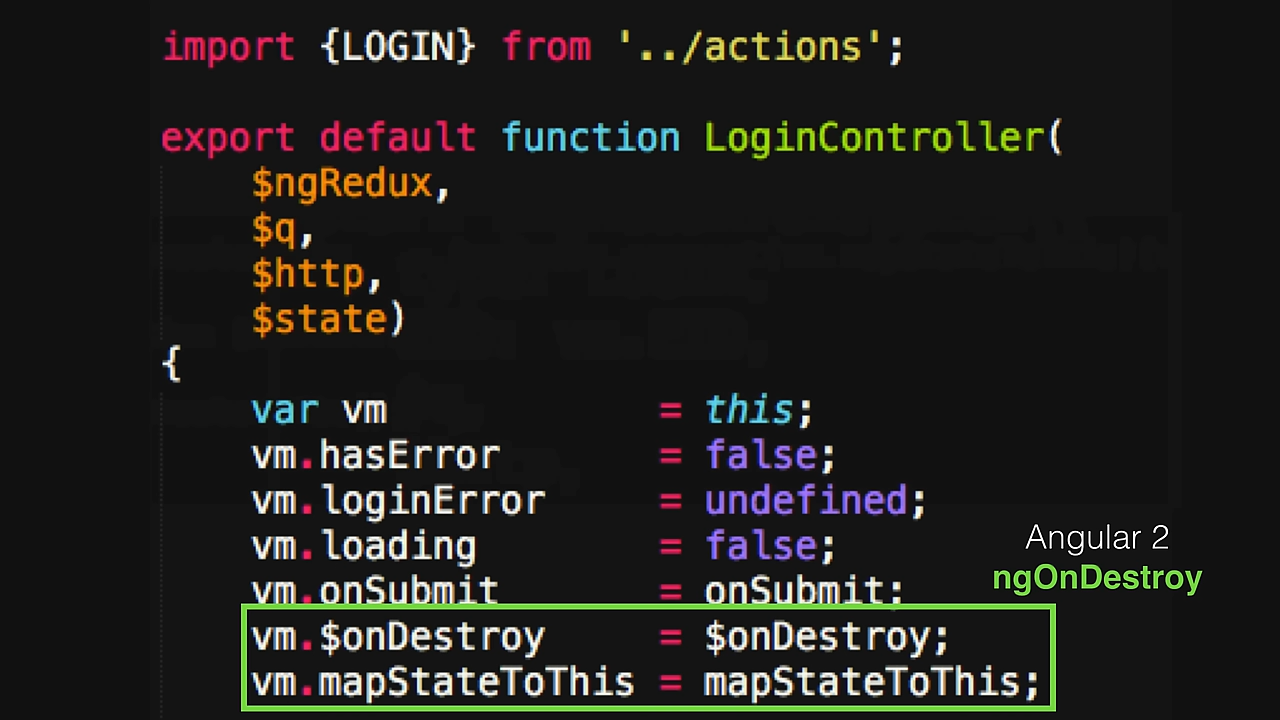 import {LOGIN} from '../actions';
export default function LoginController(
$ngRedux,
$q,
$http,
$state)
{
var vm = this;
vm.hasError = false;
vm.loginError = undefined;
vm.loading = false;
vm.onSubmit = onSubmit;
vm.$onDestroy = $onDestroy;
vm.mapStateToThis = mapStateToThis;
Angular 2
ngOnDestroy